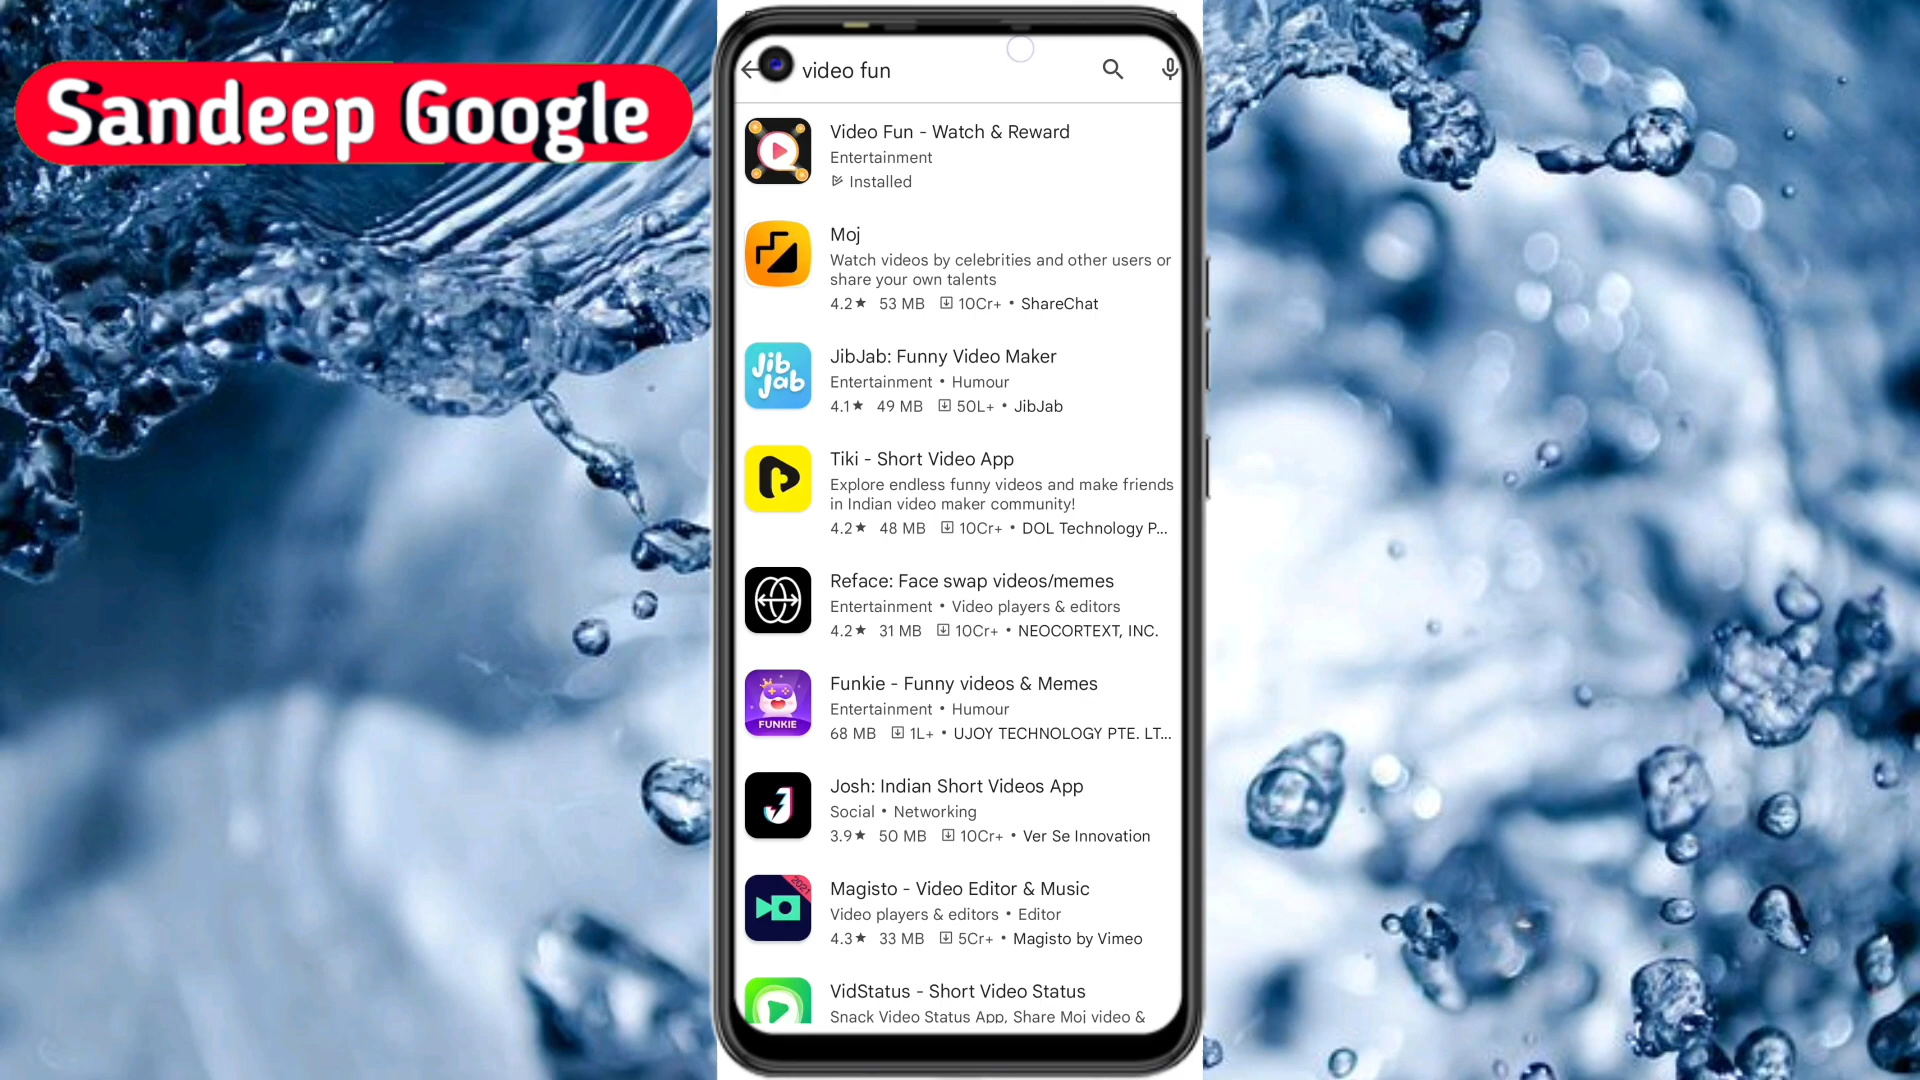 Sandeep Google
video fun
Video Fun - Watch & Reward
Entertainment
Installed
Moj
Watch videos by celebrities and other users or
share your own talents
4.2★ 53 MB 10Cr+ • ShareChat
Jib
Jab
JibJab: Funny Video Maker
Entertainment • Humour
4.1★ 49 MB 50L+ • JibJab
Tiki - Short Video App
Explore endless funny videos and make friends
in Indian video maker community!
4.2★ 48 MB 10Cr+ • DOL Technology P...
Reface: Face swap videos/memes
Entertainment • Video players & editors
4.2★ 31 MB 10Cr+ • NEOCORTEXT, INC.
FUNKIE
Funkie - Funny videos & Memes
Entertainment • Humour
68 MB 1L+ • UJOY TECHNOLOGY PTE. LT...
Josh: Indian Short Videos App
Social • Networking
3.9★ 50 MB 10Cr+ • Ver Se Innovation
2021
Magisto - Video Editor & Music
Video players & editors • Editor
4.3★ 33 MB 5Cr+ • Magisto by Vimeo
VidStatus - Short Video Status
Snack Video Status App, Share Moj video &